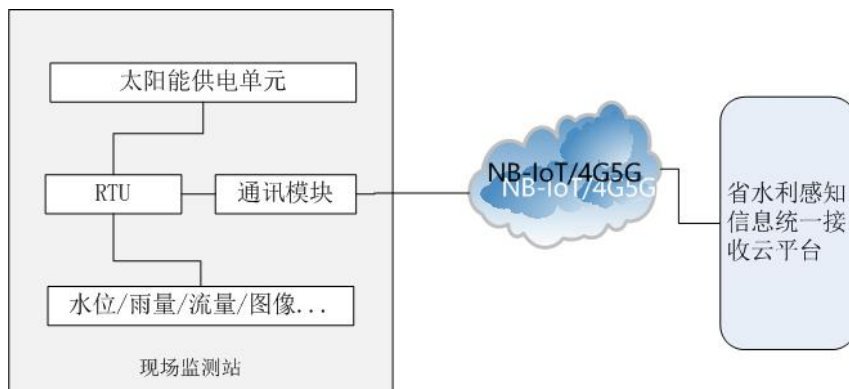 太阳能供电单元
RTU
通讯模块
水位/雨量/流量/图像...
现场监测站
NB-IoT/4G5G
NB-IoT/4G5G
省水利感知
信息统一接
收云平台